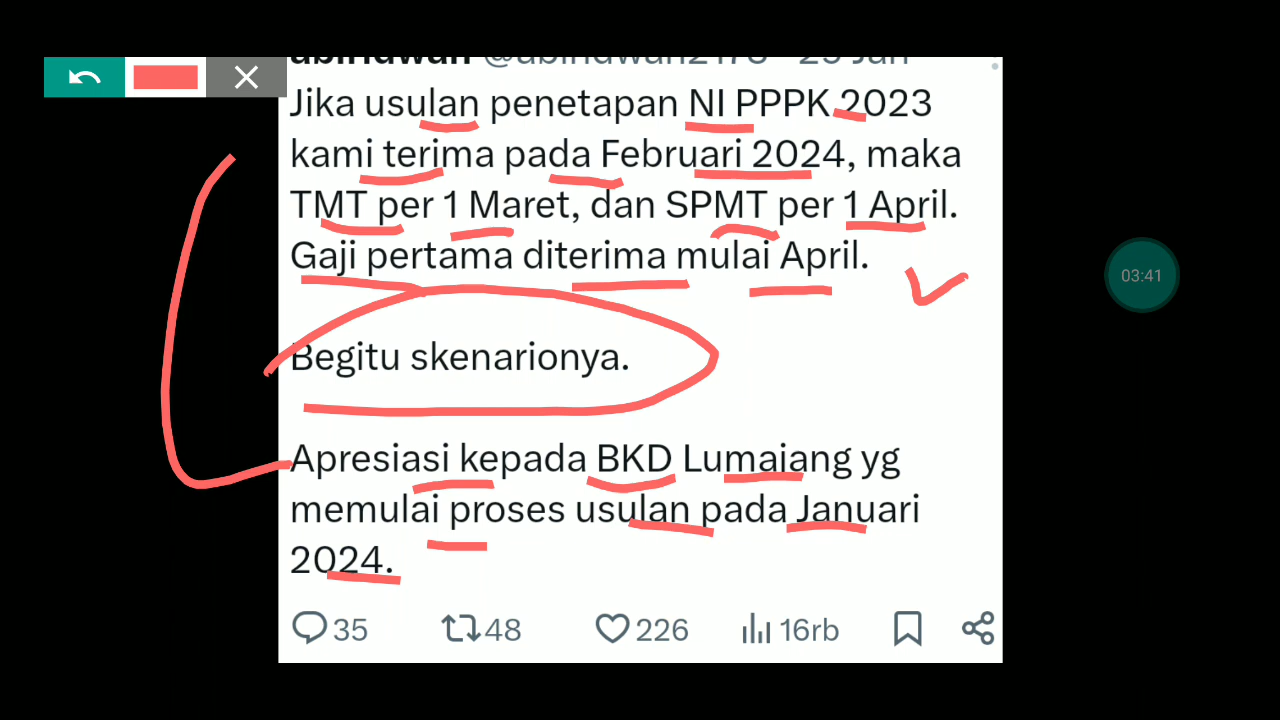 Jika usulan penetapan NI PPPK 2023
kami terima pada Februari 2024, maka
TMT per 1 Maret, dan SPMT per 1 April.
Gaji pertama diterima mulai April.
Begitu skenarionya.
Apresiasi kepada BKD Lumajang yg
memulai proses usulan pada Januari
2024.
35 48 226 16rb
03:41